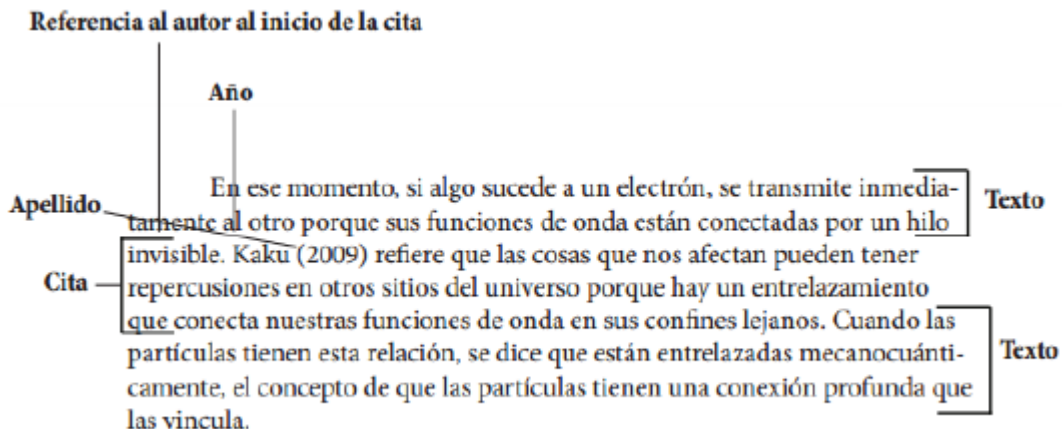 Referencia al autor al inicio de la cita
Año
En ese momento, si algo sucede a un electrón, se transmite inmedia-
Texto
Apellido
tamente al otro porque sus funciones de onda están conectadas por un hilo
invisible. Kaku (2009) refiere que las cosas que nos afectan pueden tener
Cita
repercusiones en otros sitios del universo porque hay un entrelazamiento
que conecta nuestras funciones de onda en sus confines lejanos. Cuando las
partículas tienen esta relación, se dice que están entrelazadas mecanocuánti-
Texto
camente, el concepto de que las partículas tienen una conexión profunda que
las vincula.